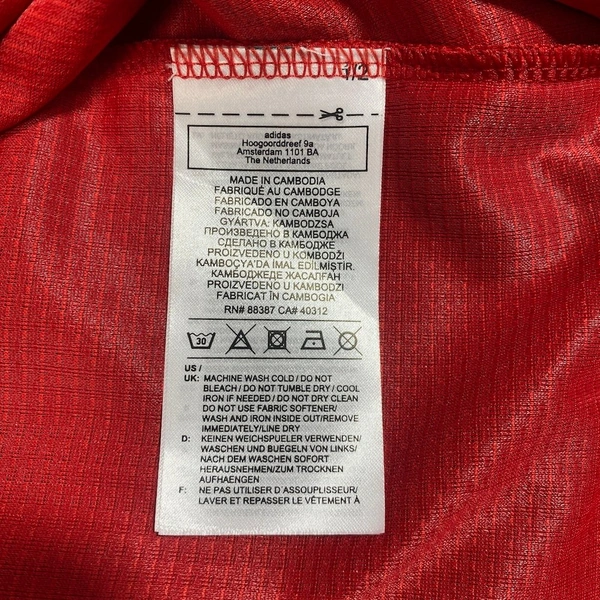 1/2
adidas
Hoogoorddreef 9a
Amsterdam 1101 BA
The Netherlands
MADE IN CAMBODIA
FABRIQUÉ AU CAMBODGE
FABRICADO EN CAMBOYA
FABRICADO NO CAMBOJA
GYÁRTVA: KAMBODZSA
ПРОИЗВЕДЕНО В КАМБОДЖА
СДЕЛАНО В КАМБОДЖЕ
PROIZVEDENO U KOMBODŽI
KAMBOÇYA'DA IMAL EDİLMİŞTİR.
КАМБОДЖЕДЕ ЖАСАЛҒАН
PROIZVEDENO U KAMBODZI
FABRICAT ÎN CAMBOGIA
RN# 88387 CA# 40312
30
US /
UK: MACHINE WASH COLD / DO NOT
BLEACH / DO NOT TUMBLE DRY / COOL
IRON IF NEEDED / DO NOT DRY CLEAN
DO NOT USE FABRIC SOFTENER/
WASH AND IRON INSIDE OUT/REMOVE
IMMEDIATELY/LINE DRY
D: KEINEN WEICHSPUELER VERWENDEN/
WASCHEN UND BUEGELN VON LINKS/
NACH DEM WASCHEN SOFORT
HERAUSNEHMEN/ZUM TROCKNEN
AUFHAENGEN
F: NE PAS UTILISER D'ASSOUPLISSEUR/
LAVER ET REPASSER LE VÊTEMENT À